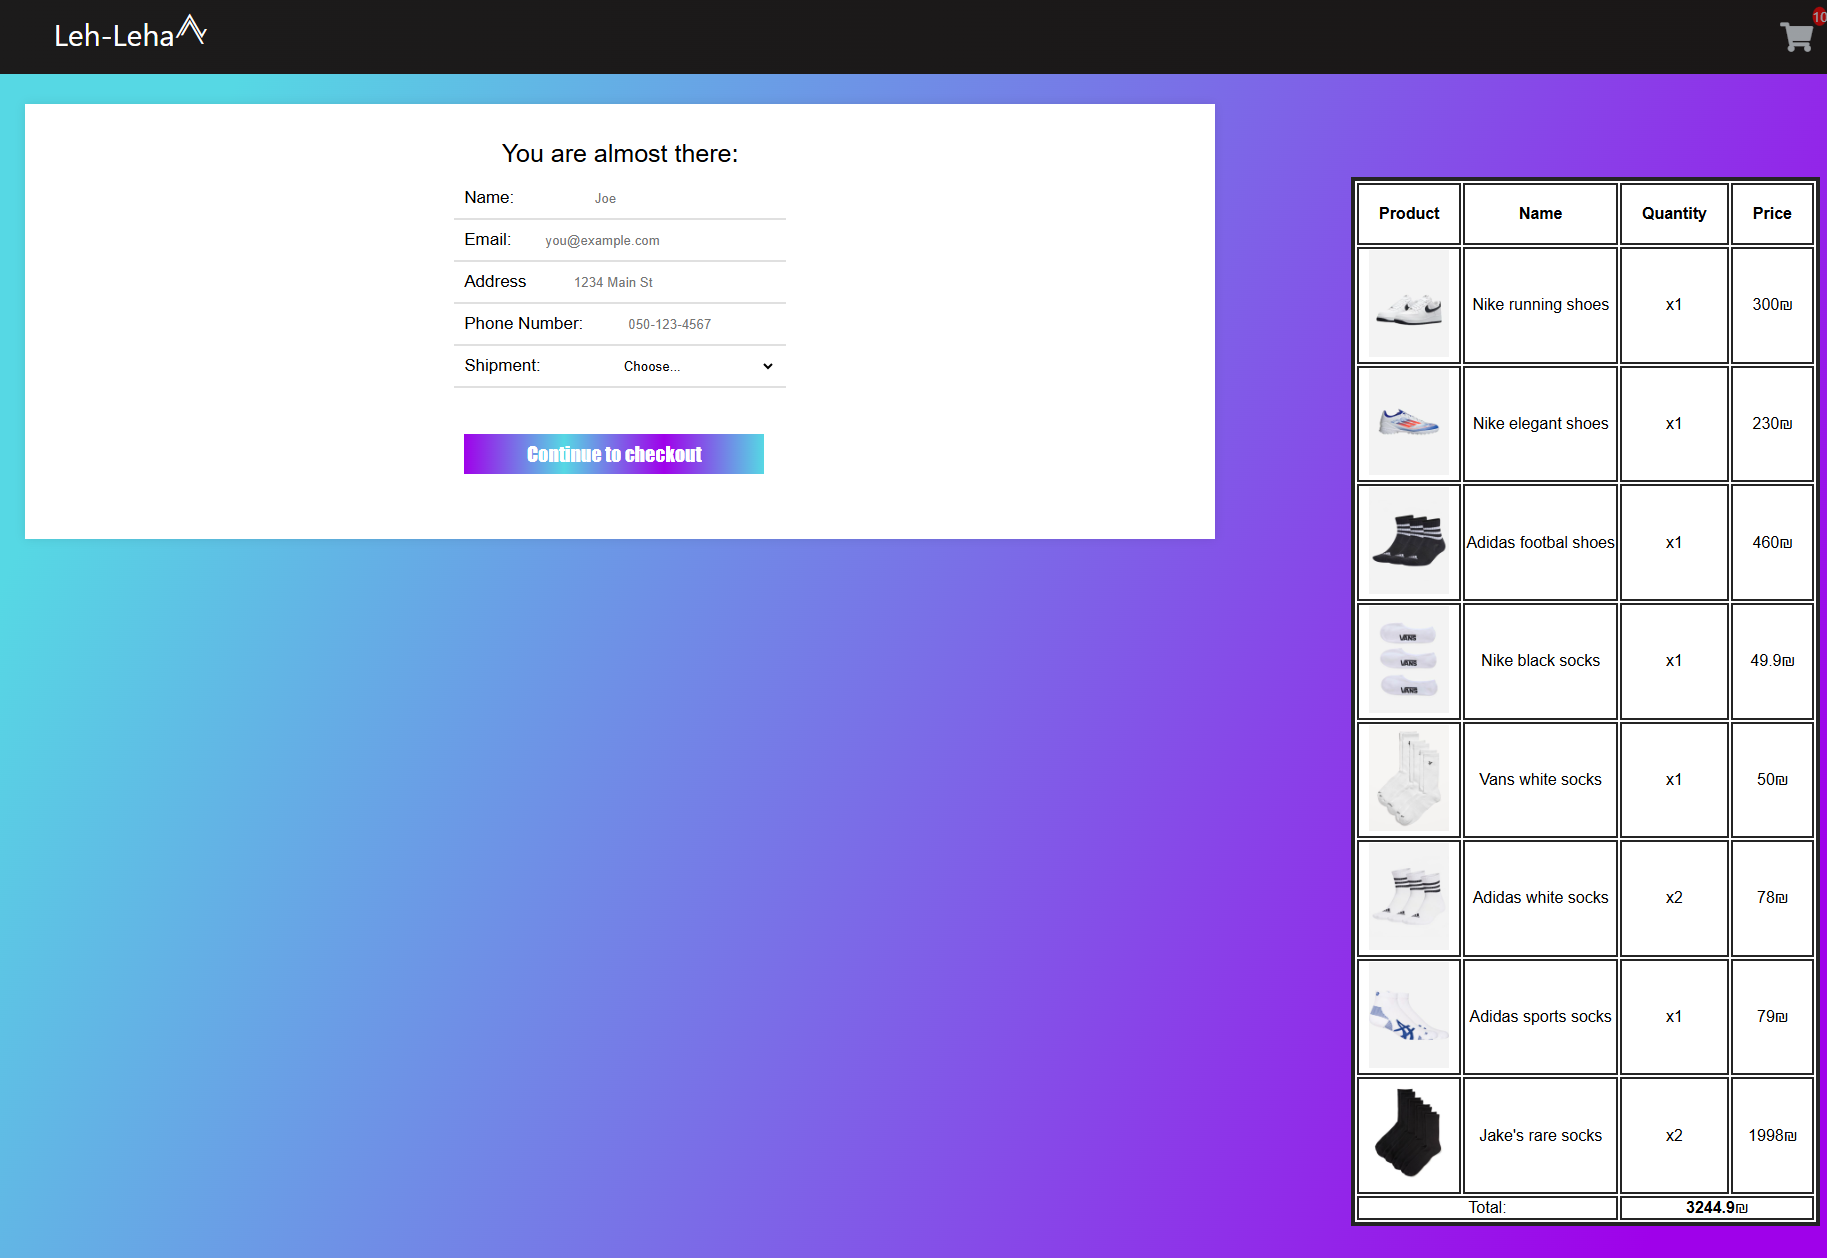 Leh-Leha
10
You are almost there:
Name: Joe
Email: you@example.com
Address 1234 Main St
Phone Number: 050-123-4567
Shipment: Choose...
Continue to checkout
Product Name Quantity Price
Nike running shoes x1 300₪
Nike elegant shoes x1 230₪
Adidas footbal shoes x1 460₪
VANS
VANS
VANS
Nike black socks x1 49.9₪
Vans white socks x1 50₪
Adidas white socks x2 78₪
Adidas sports socks x1 79₪
Jake's rare socks x2 1998₪
Total: 3244.9₪